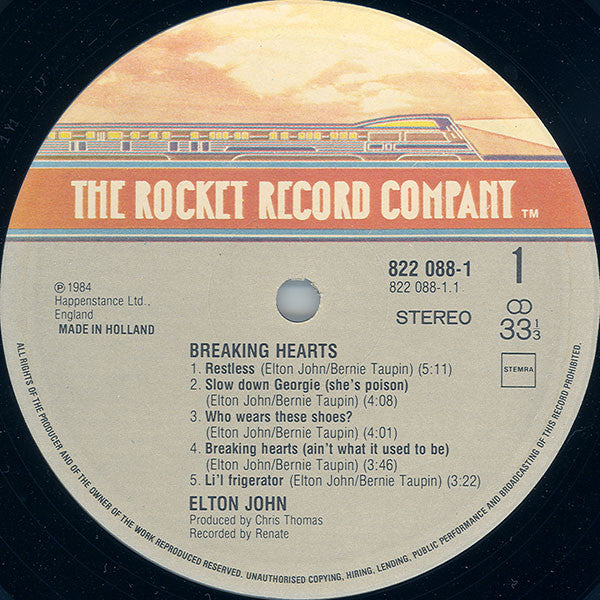 THE ROCKET RECORD COMPANY TM
℗ 1984
Happenstance Ltd.,
England
MADE IN HOLLAND
822 088-1
822 088-1.1
1
STEREO
33 1/3
STEMRA
BREAKING HEARTS
1. Restless (Elton John/Bernie Taupin) (5:11)
2. Slow down Georgie (she's poison)
(Elton John/Bernie Taupin) (4:08)
3. Who wears these shoes?
(Elton John/Bernie Taupin) (4:01)
4. Breaking hearts (ain't what it used to be)
(Elton John/Bernie Taupin) (3:46)
5. Li'l frigerator (Elton John/Bernie Taupin) (3:22)
ELTON JOHN
Produced by Chris Thomas
Recorded by Renate
ALL RIGHTS OF THE PRODUCER AND OF THE OWNER OF THE WORK REPRODUCED RESERVED. UNAUTHORISED COPYING, HIRING, LENDING, PUBLIC PERFORMANCE AND BROADCASTING OF THIS RECORD PROHIBITED.